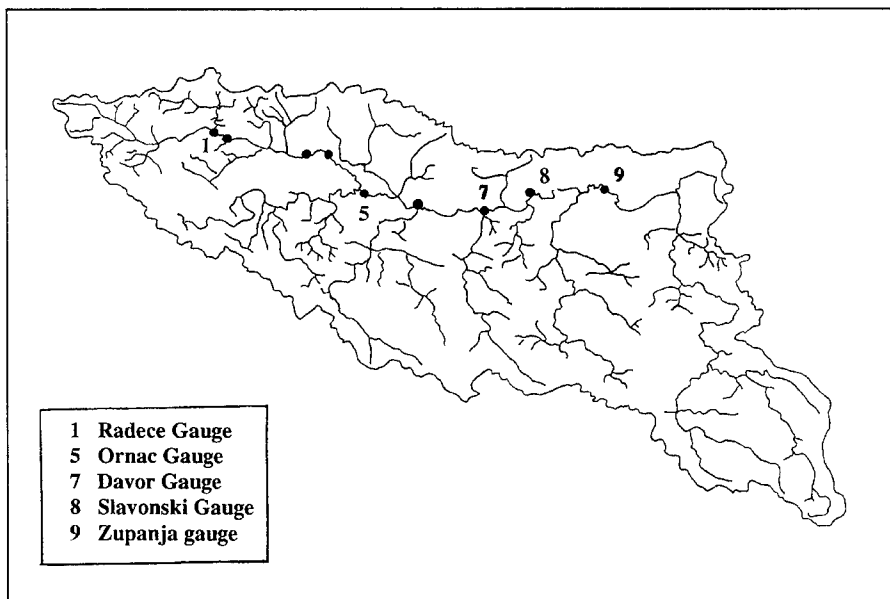 1
5
7
8
9
1 Radece Gauge
5 Ornac Gauge
7 Davor Gauge
8 Slavonski Gauge
9 Zupanja gauge